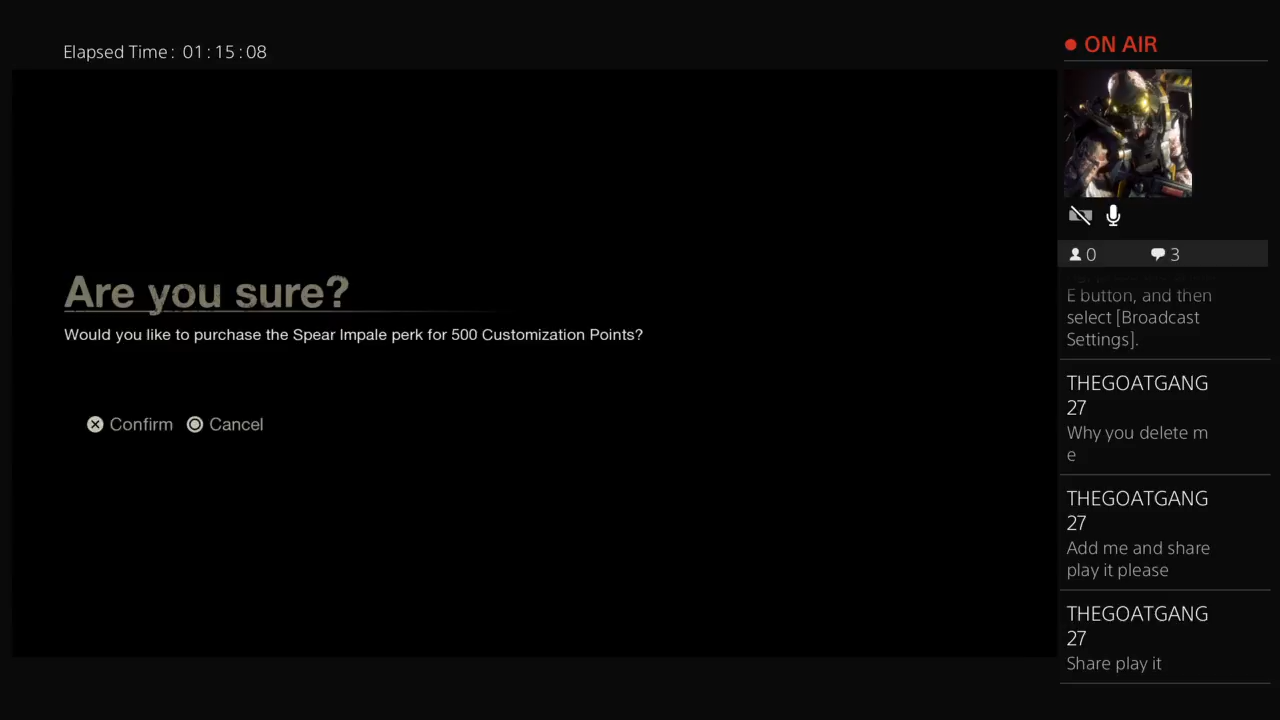 Elapsed Time: 01:15:08
ON AIR
0 3
E button, and then
select [Broadcast
Settings].
THEGOATGANG
27
Why you delete m
e
THEGOATGANG
27
Add me and share
play it please
THEGOATGANG
27
Share play it
Are you sure?
Would you like to purchase the Spear Impale perk for 500 Customization Points?
Confirm Cancel